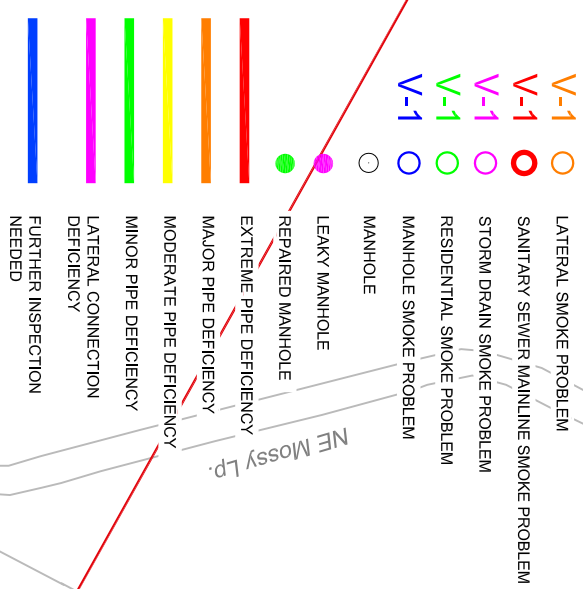 V-1 LATERAL SMOKE PROBLEM
V-1 SANITARY SEWER MAINLINE SMOKE PROBLEM
V-1 STORM DRAIN SMOKE PROBLEM
V-1 RESIDENTIAL SMOKE PROBLEM
V-1 MANHOLE SMOKE PROBLEM
MANHOLE
LEAKY MANHOLE
REPAIRED MANHOLE
EXTREME PIPE DEFICIENCY
MAJOR PIPE DEFICIENCY
MODERATE PIPE DEFICIENCY
MINOR PIPE DEFICIENCY
LATERAL CONNECTION
DEFICIENCY
FURTHER INSPECTION
NEEDED
NE Mossy Lp.